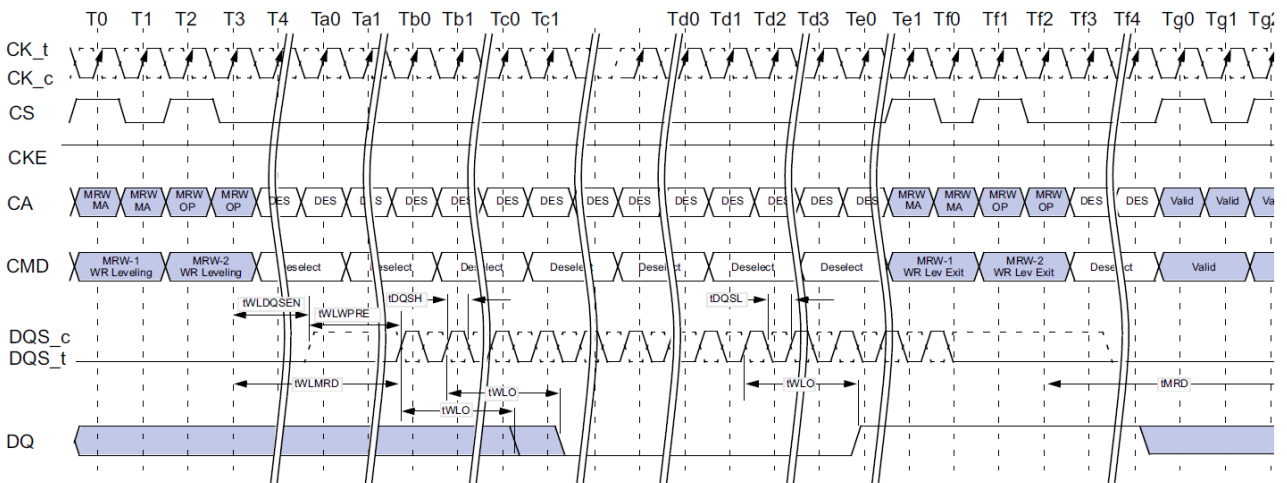 T0 T1 T2 T3 T4 Ta0 Ta1 Tb0 Tb1 Tc0 Tc1 Td0 Td1 Td2 Td3 Te0 Te1 Tf0 Tf1 Tf2 Tf3 Tf4 Tg0 Tg1 Tg2
CK_t
CK_c
CS
CKE
MRW MRW MRW MRW MRW MRW MRW MRW
CA DES DES DES DES DES DES DES DES DES DES DES DES DES DES DES DES Valid Valid Va
MA MA OP OP MA MA OP OP
MRW-1 MRW-2 MRW-1 MRW-2
CMD Deselect Deselect Deselect Deselect Deselect Deselect Deselect Deselect Valid
WR Leveling WR Leveling WR Lev Exit WR Lev Exit
tWLDQSEN tDQSH tDQSL
tWLWPRE
DQS_c
DQS_t
tWLMRD tWLO tMRD
tWLO
tWLO
DQ